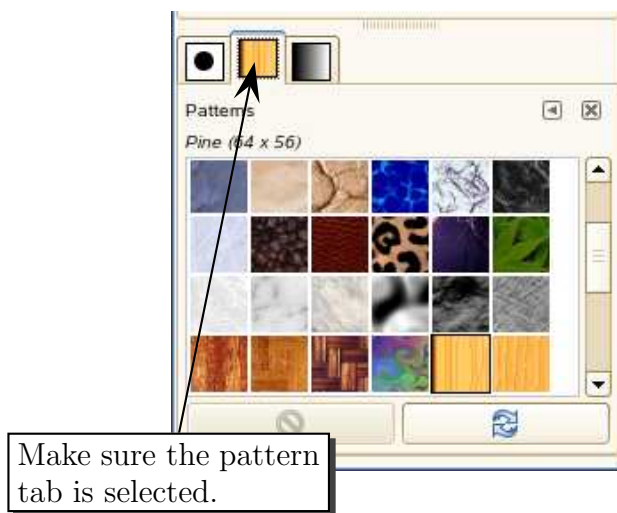 Patterns
Pine (64 x 56)
Make sure the pattern
tab is selected.